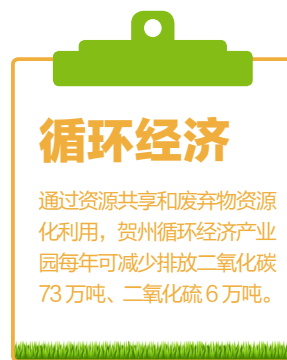 循环经济
通过资源共享和废弃物资源
化利用，贺州循环经济产业
园每年可减少排放二氧化碳
73万吨、二氧化硫6万吨。